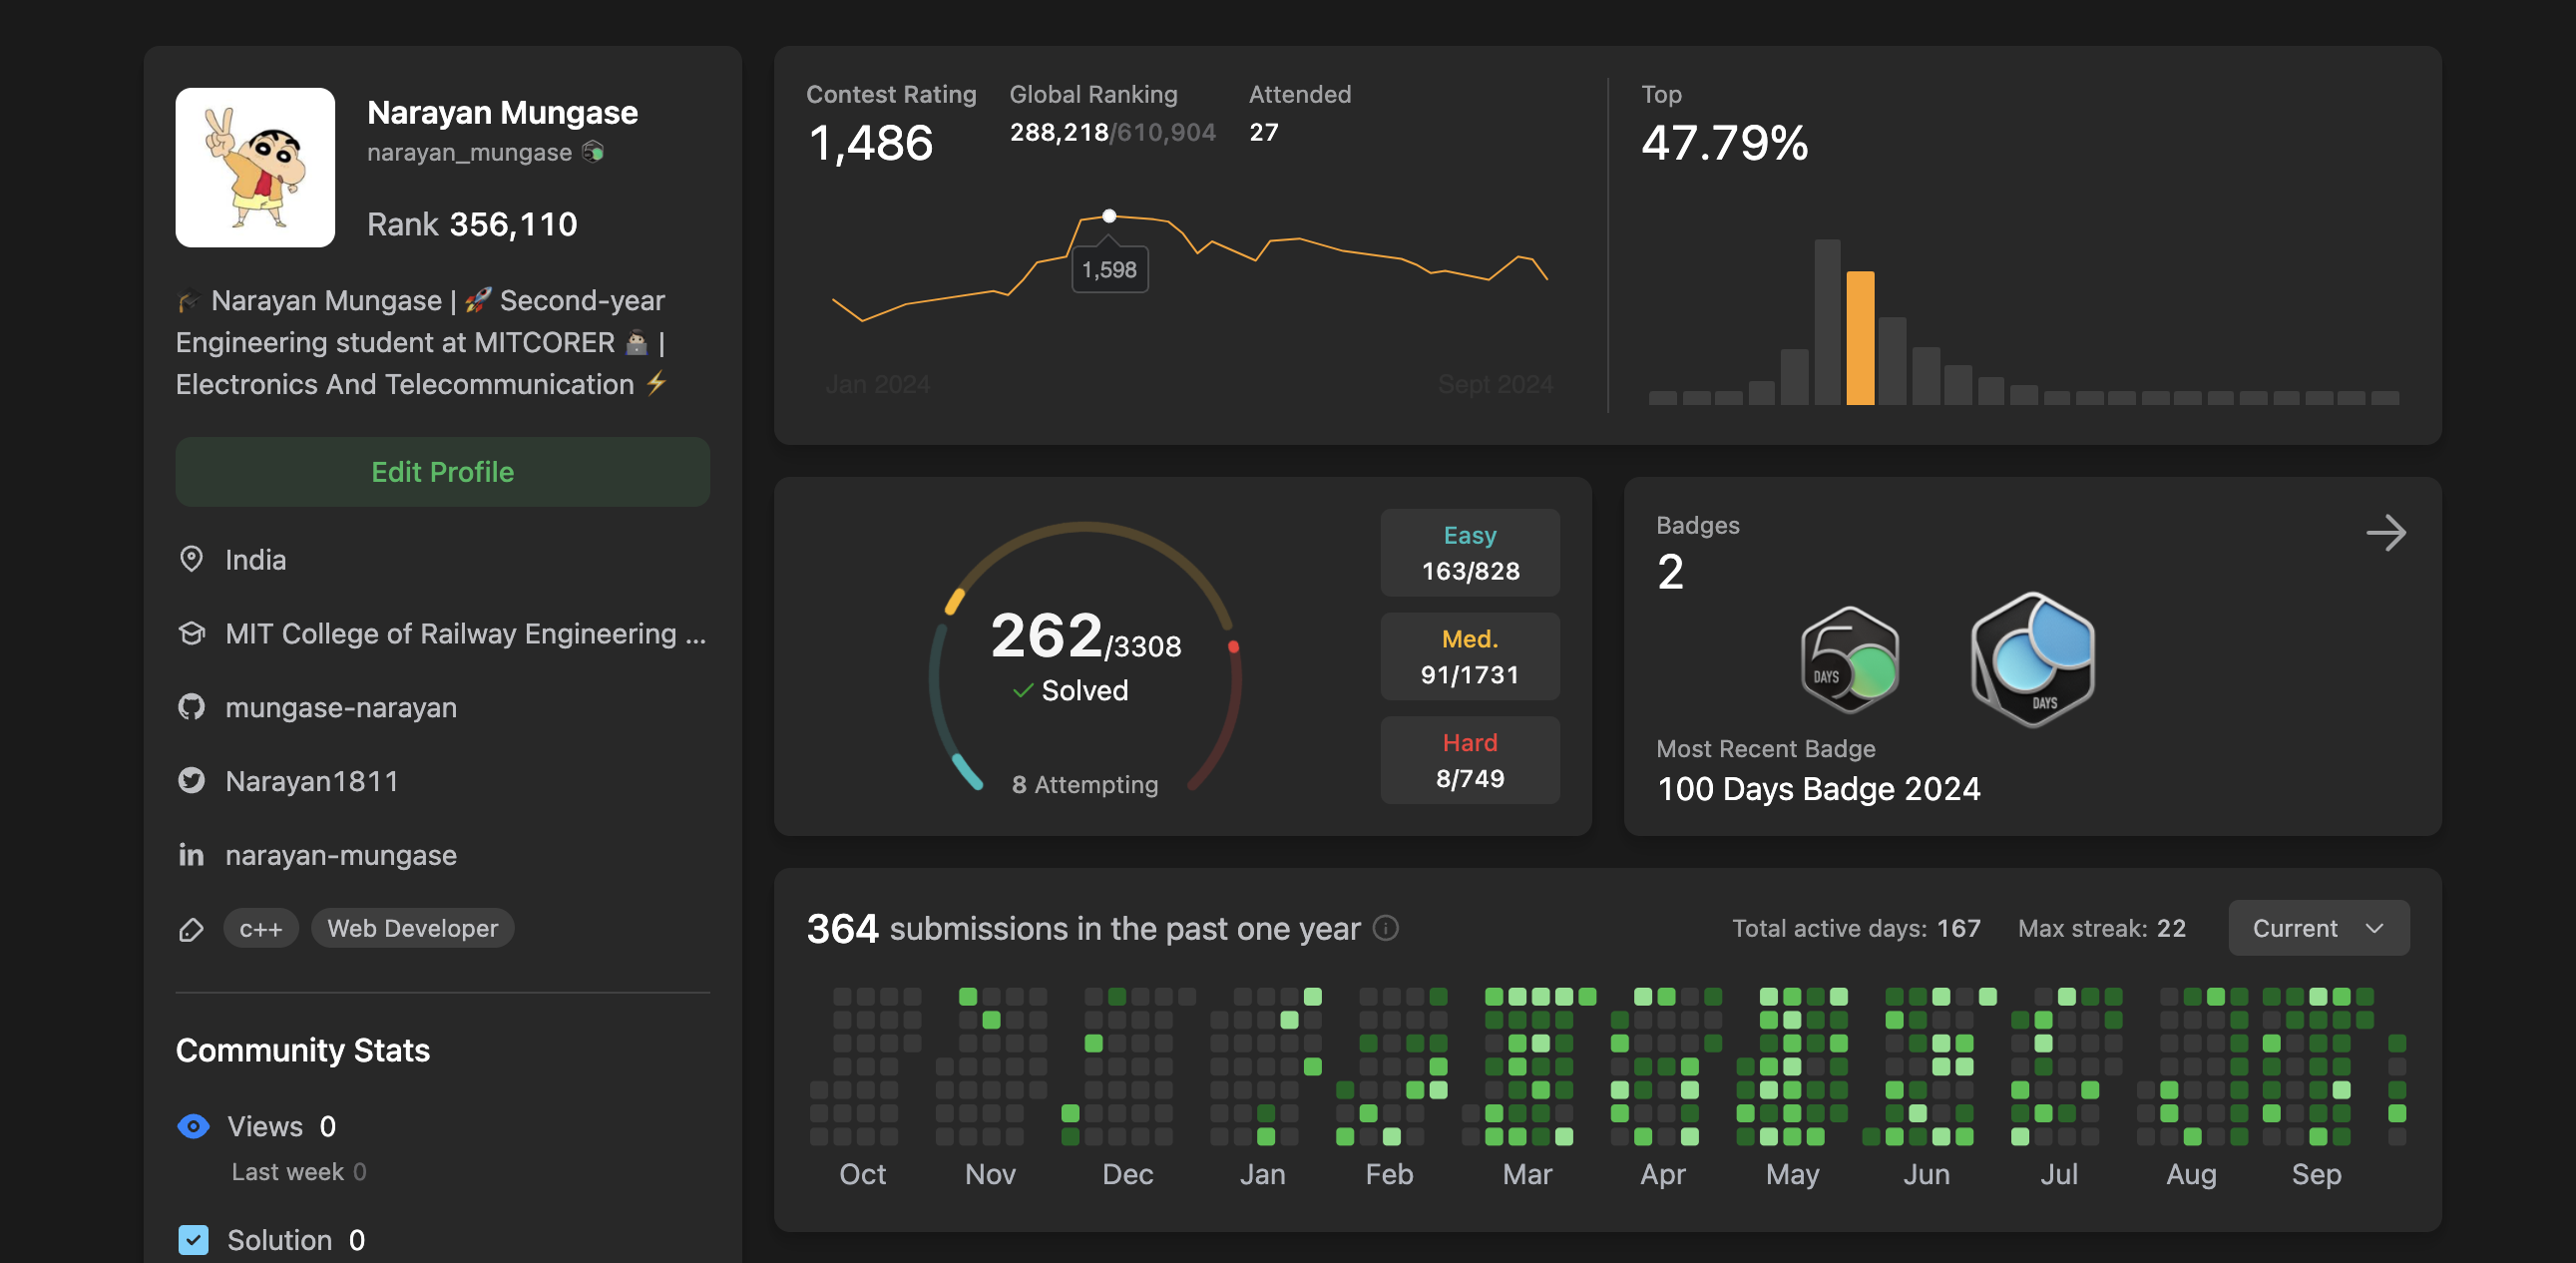 Narayan Mungase
narayan_mungase
Rank 356,110
🎓 Narayan Mungase | 🚀 Second-year
Engineering student at MITCORER 👨🏻‍💻 |
Electronics And Telecommunication ⚡
Edit Profile
India
MIT College of Railway Engineering ...
mungase-narayan
Narayan1811
narayan-mungase
c++ Web Developer
Community Stats
Views 0
Last week 0
Solution 0
Contest Rating Global Ranking Attended
1,486 288,218/610,904 27
1,598
Jan 2024 Sept 2024
Top
47.79%
262/3308
Solved
8 Attempting
Easy
163/828
Med.
91/1731
Hard
8/749
Badges
2
50 DAYS
DAYS
Most Recent Badge
100 Days Badge 2024
364 submissions in the past one year
Total active days: 167 Max streak: 22 Current
Oct Nov Dec Jan Feb Mar Apr May Jun Jul Aug Sep